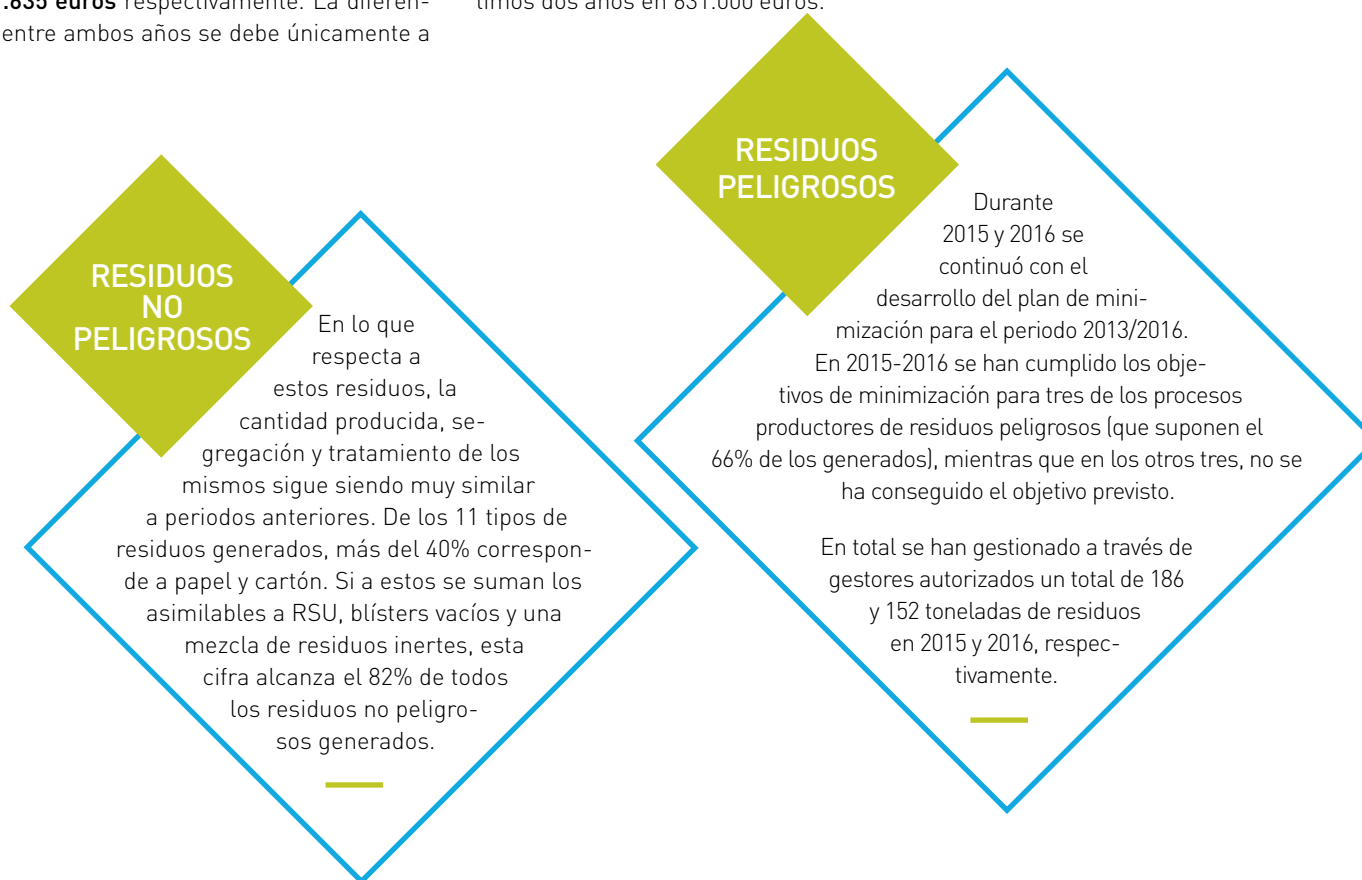 .835 euros respectivamente. La diferen-
entre ambos años se debe únicamente a
timos dos años en 631.000 euros.
RESIDUOS
NO
PELIGROSOS
En lo que
respecta a
estos residuos, la
cantidad producida, se-
gregación y tratamiento de los
mismos sigue siendo muy similar
a periodos anteriores. De los 11 tipos de
residuos generados, más del 40% correspon-
de a papel y cartón. Si a estos se suman los
asimilables a RSU, blísters vacíos y una
mezcla de residuos inertes, esta
cifra alcanza el 82% de todos
los residuos no peligro-
sos generados.
RESIDUOS
PELIGROSOS
Durante
2015 y 2016 se
continuó con el
desarrollo del plan de mini-
mización para el periodo 2013/2016.
En 2015-2016 se han cumplido los obje-
tivos de minimización para tres de los procesos
productores de residuos peligrosos (que suponen el
66% de los generados), mientras que en los otros tres, no se
ha conseguido el objetivo previsto.
En total se han gestionado a través de
gestores autorizados un total de 186
y 152 toneladas de residuos
en 2015 y 2016, respec-
tivamente.